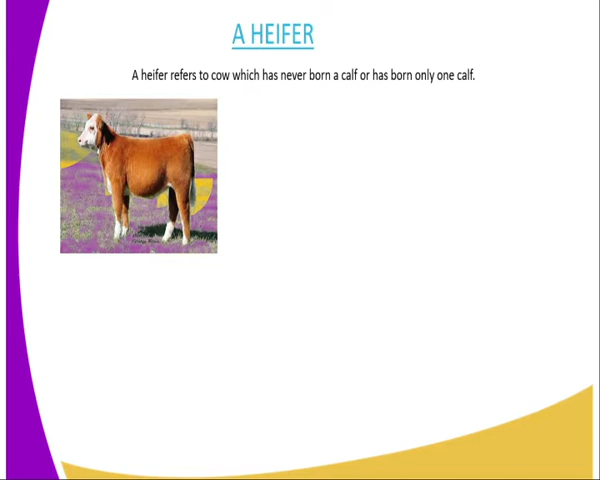 A HEIFER
A heifer refers to cow which has never born a calf or has born only one calf.